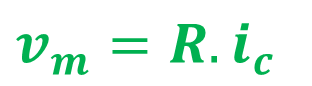 v_m = R. i_c